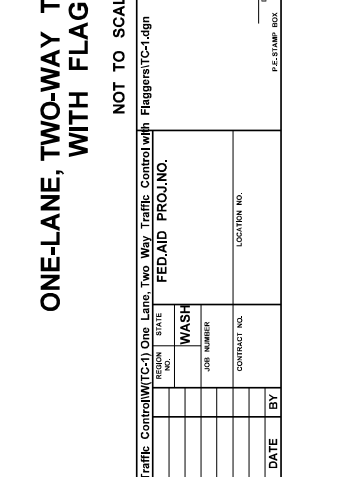 ONE-LANE, TWO-WAY T
WITH FLAG
NOT TO SCAL
Traffic Control\W(TC-1) One Lane, Two Way Traffic Control with Flaggers\TC-1.dgn
REGION
NO.
STATE
FED.AID PROJ.NO.
WASH
JOB NUMBER
CONTRACT NO.
LOCATION NO.
DATE
BY
P.E. STAMP BOX